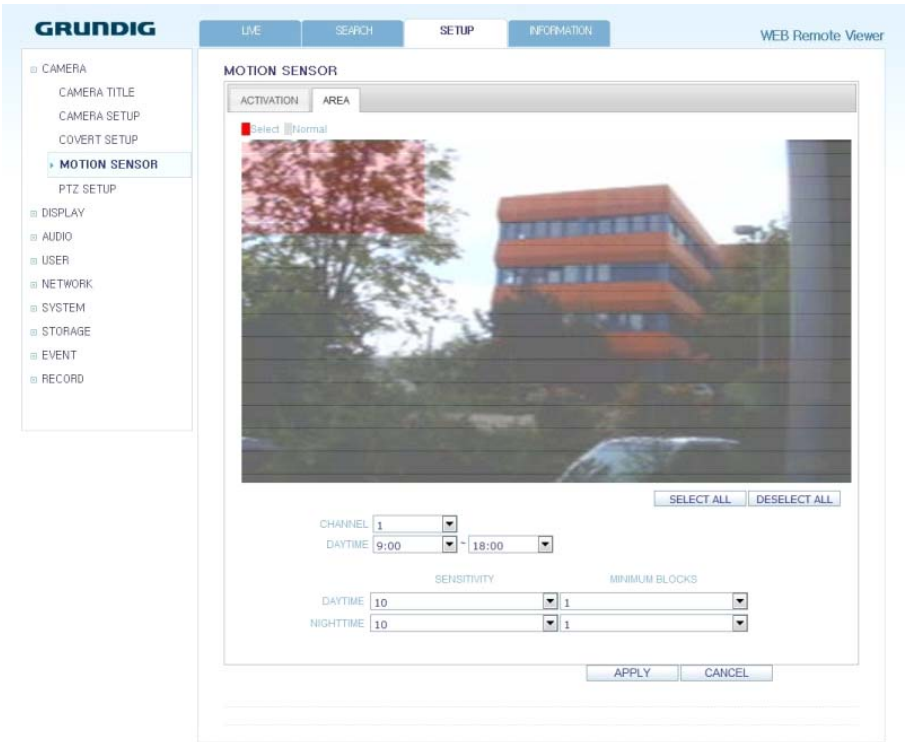 GRUNDIG
LIVE SEARCH SETUP INFORMATION
WEB Remote Viewer
CAMERA
CAMERA TITLE
CAMERA SETUP
COVERT SETUP
MOTION SENSOR
PTZ SETUP
DISPLAY
AUDIO
USER
NETWORK
SYSTEM
STORAGE
EVENT
RECORD
MOTION SENSOR
ACTIVATION AREA
Select Normal
SELECT ALL DESELECT ALL
CHANNEL 1
DAYTIME 9:00 ~ 18:00
SENSITIVITY MINIMUM BLOCKS
DAYTIME 10 1
NIGHTTIME 10 1
APPLY CANCEL